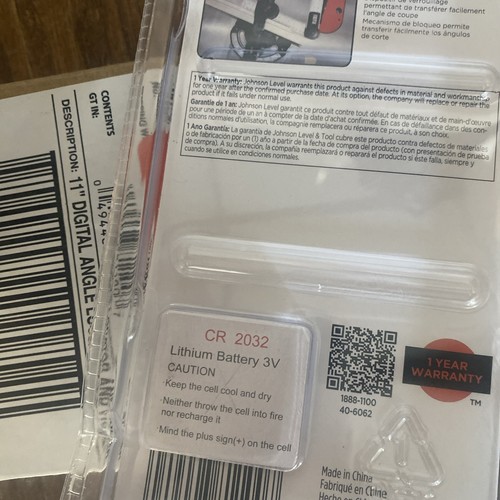 permettant de transférer facilement
l'angle de coupe
Mecanismo de bloqueo permite
transferir fácilmente los ángulos
de corte
1 Year Warranty: Johnson Level warrants this product against defects in material and workmanship
for one year after the confirmed purchase date. At its option, the company will replace or repair the
product if it fails under normal use.
Garantie de 1 an: Johnson Level garantit ce produit contre tout défaut de matériaux et de main-d'œuvre
pour une période de un an à compter de la date d'achat confirmée. En cas de défaillance dans des con-
ditions normales d'utilisation, la compagnie remplacera ou réparera ce produit, à son choix.
1 Ano Garantía: La garantía de Johnson Level & Tool cubre este producto contra defectos de materiales
o de fabricación por un (1) año a partir de la fecha de compra del producto (con presentación de prueba
de compra). A su discreción, la compañía reemplazará o reparará el producto si éste falla, siempre y
cuando se utilice en condiciones normales.
CONTENTS
GTIN:
DESCRIPTION: 11" DIGITAL ANGLE
0 494
CR 2032
Lithium Battery 3V
CAUTION
·Keep the cell cool and dry
·Neither throw the cell into fire
nor recharge it
·Mind the plus sign(+) on the cell
1888-1100
40-6062
1 YEAR
WARRANTY
TM
Made in China
Fabriqué en Chine
Hecho en